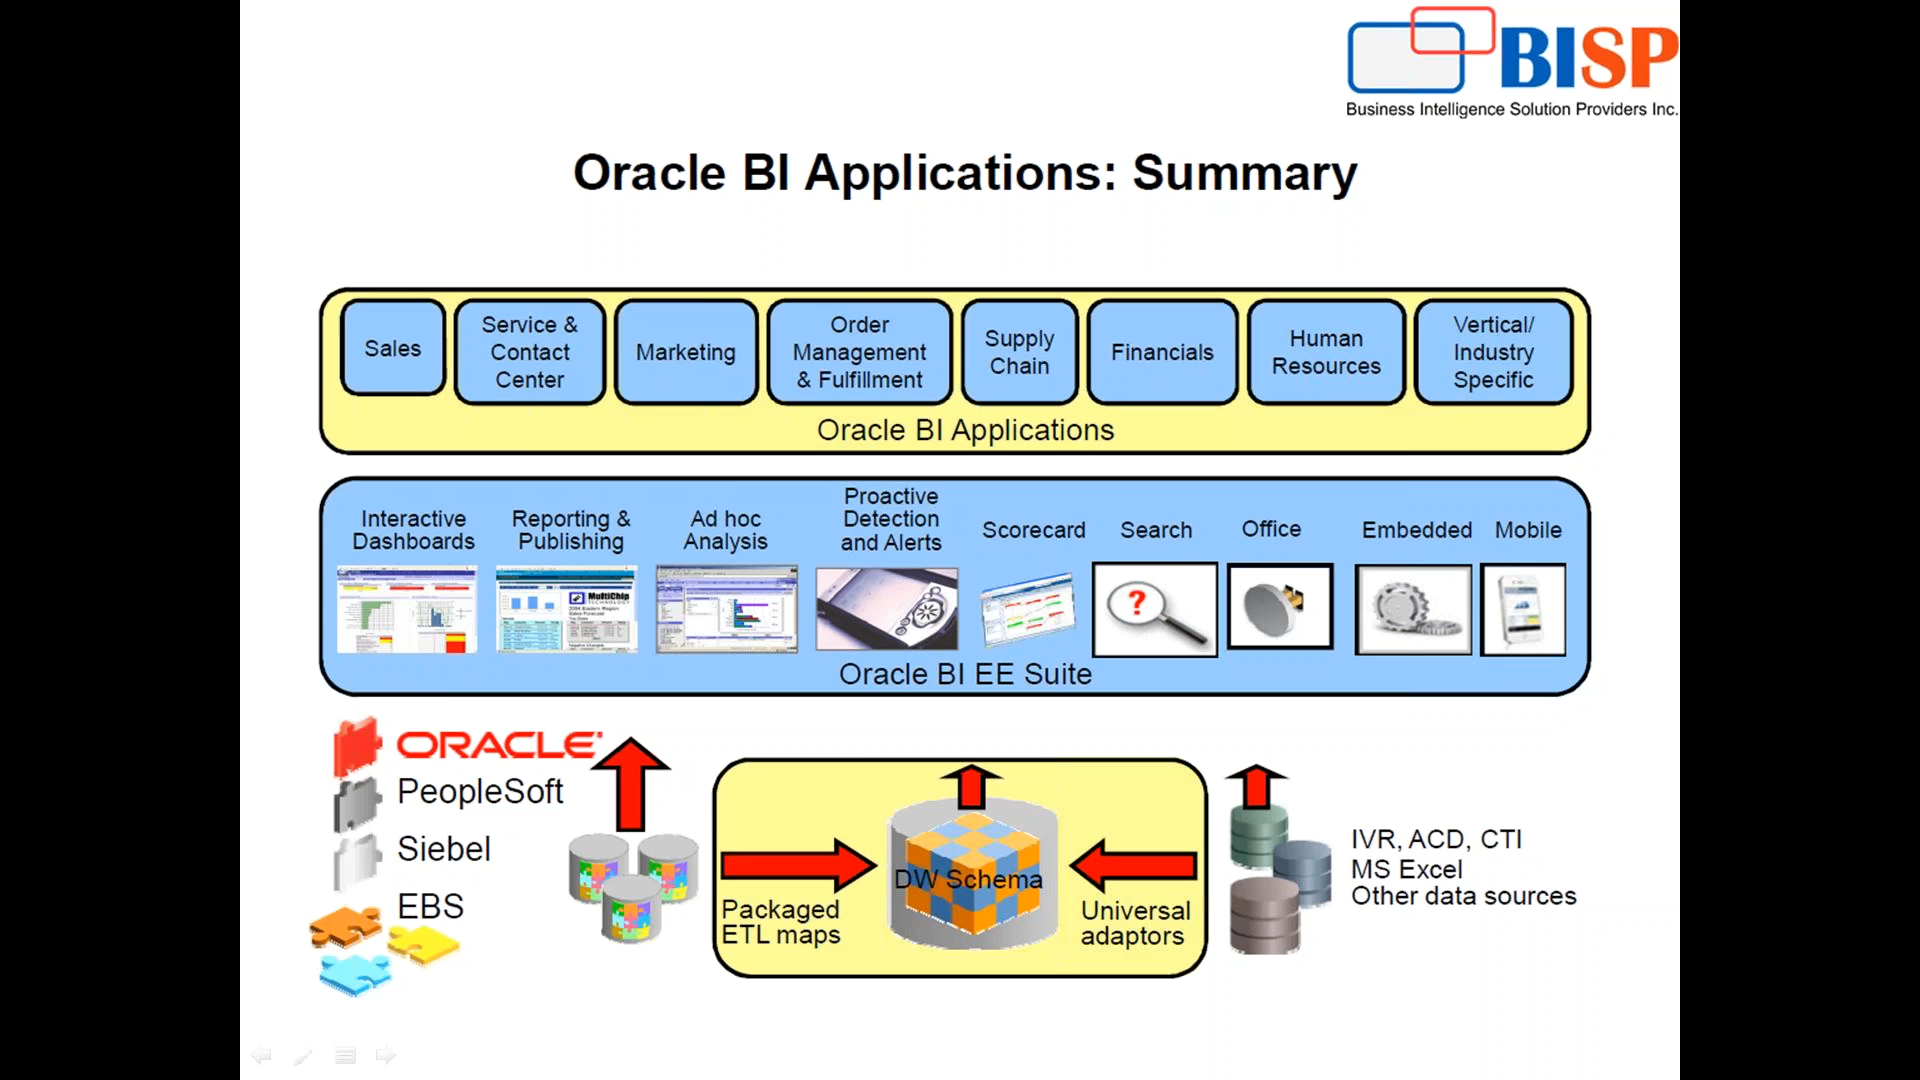 BISP
Business Intelligence Solution Providers Inc.
Oracle BI Applications: Summary
Sales
Service &
Contact
Center
Marketing
Order
Management
& Fulfillment
Supply
Chain
Financials
Human
Resources
Vertical/
Industry
Specific
Oracle BI Applications
Interactive
Dashboards
Reporting &
Publishing
Ad hoc
Analysis
Proactive
Detection
and Alerts
Scorecard
Search
Office
Embedded
Mobile
MultiChip
?
Oracle BI EE Suite
ORACLE
PeopleSoft
Siebel
EBS
Packaged
ETL maps
DW Schema
Universal
adaptors
IVR, ACD, CTI
MS Excel
Other data sources